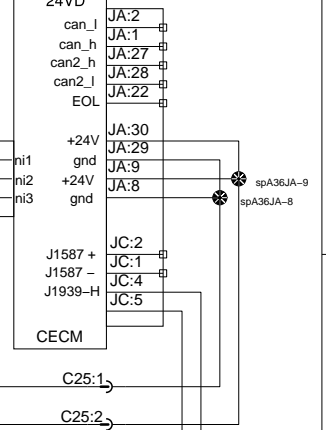 24VD
JA:2
can_l
JA:1
can_h
JA:27
can2_h
JA:28
can2_l
JA:22
EOL
JA:30
+24V
JA:29
ni1 gnd
JA:9
ni2 +24V spA36JA–9
JA:8
ni3 gnd spA36JA–8
JC:2
J1587 +
JC:1
J1587 –
JC:4
J1939–H
JC:5
CECM
C25:1
C25:2